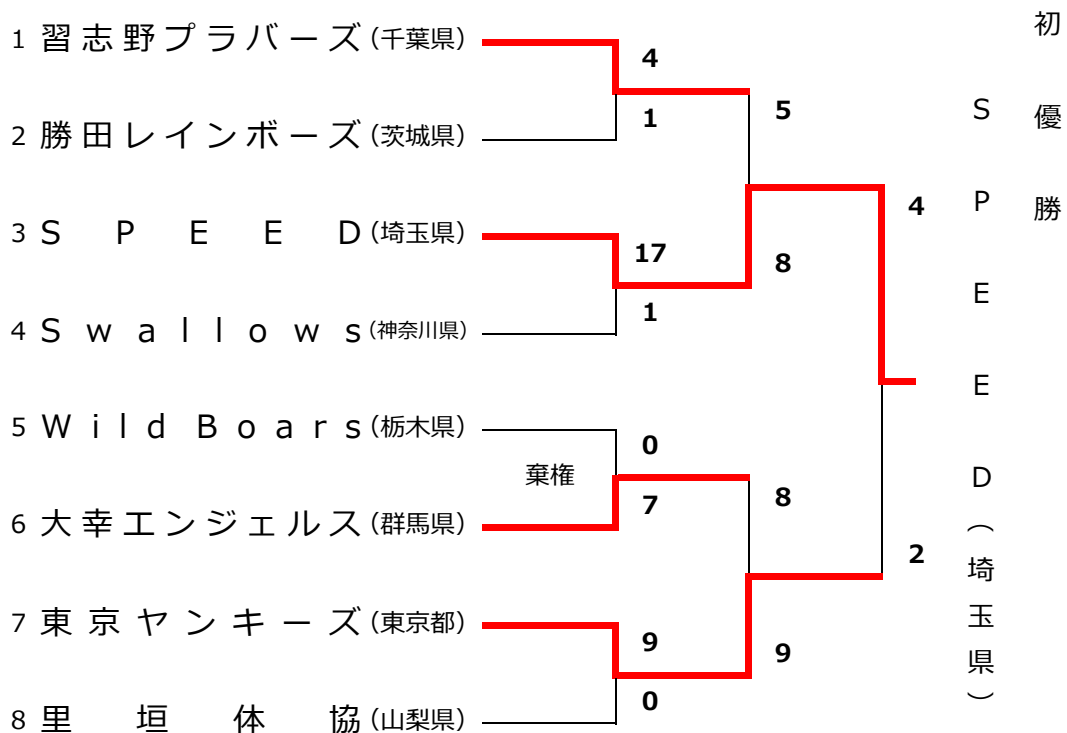 1 習志野プラバーズ(千葉県)
4
1
2 勝田レインボーズ(茨城県)
5
3 SPEED(埼玉県)
17
1
8
4 Swallows(神奈川県)
4
5 Wild Boars(栃木県)
0
棄権
7
6 大幸エンジェルス(群馬県)
8
2
7 東京ヤンキーズ(東京都)
9
0
9
8 里垣体協(山梨県)
初優勝
SPEED(埼玉県)